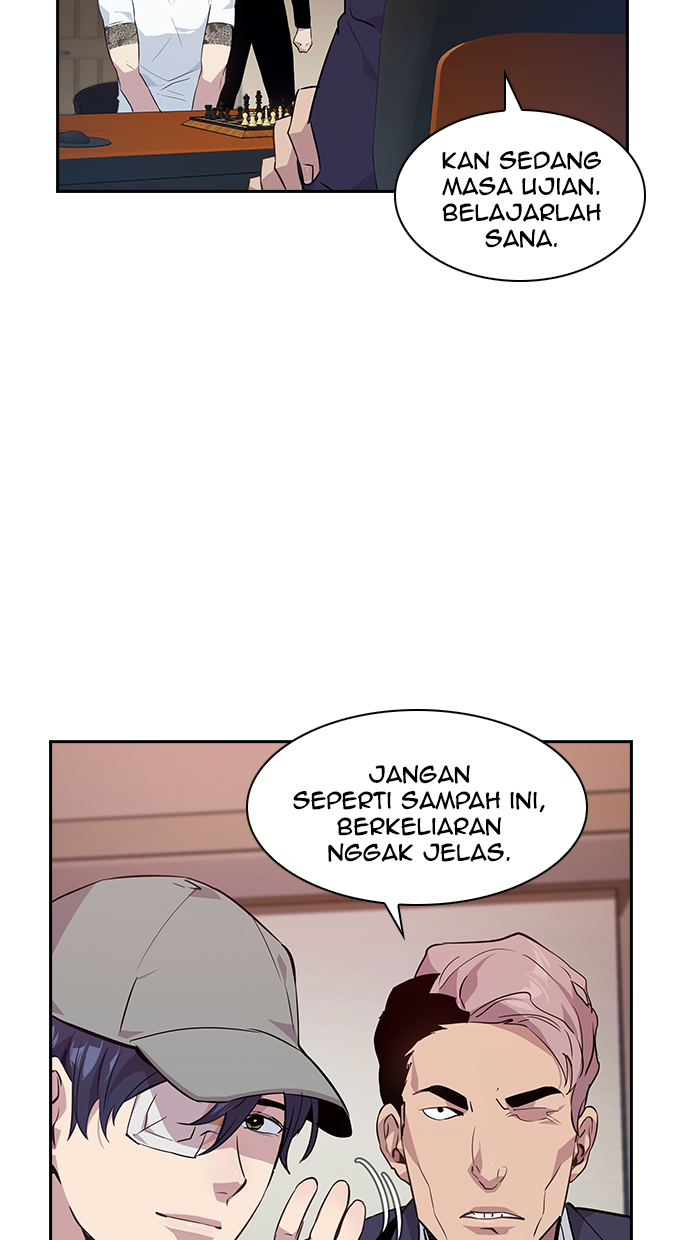 KAN SEDANG
MASA UJIAN.
BELAJARLAH
SANA.
JANGAN
SEPERTI SAMPAH INI,
BERKELIARAN
NGGAK JELAS.